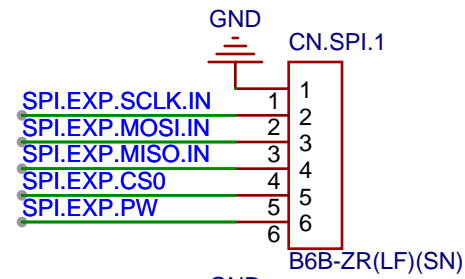 GND
CN.SPI.1
1 1
SPI.EXP.SCLK.IN 2 2
SPI.EXP.MOSI.IN 3 3
SPI.EXP.MISO.IN 4 4
SPI.EXP.CS0 5 5
SPI.EXP.PW 6 6
B6B-ZR(LF)(SN)